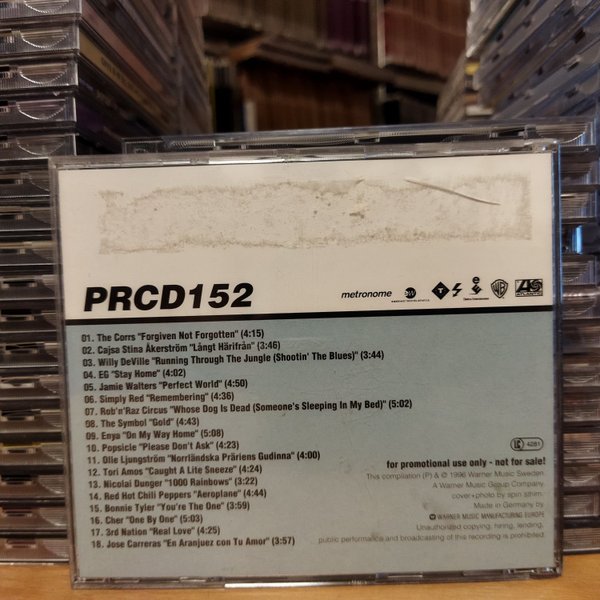 PRCD152
metronome
WB
01. The Corrs "Forgiven Not Forgotten" (4:15)
02. Cajsa Stina Åkerström "Långt Härifrån" (3:46)
03. Willy DeVille "Running Through The Jungle (Shootin' The Blues)" (3:44)
04. EG "Stay Home" (4:02)
05. Jamie Walters "Perfect World" (4:50)
06. Simply Red "Remembering" (4:36)
07. Rob'n'Raz Circus "Whose Dog Is Dead (Someone's Sleeping In My Bed)" (5:02)
08. The Symbol "Gold" (4:43)
09. Enya "On My Way Home" (5:08)
10. Popsicle "Please Don't Ask" (4:23)
11. Olle Ljungström "Norrländska Präriens Gudinna" (4:00)
12. Tori Amos "Caught A Lite Sneeze" (4:24)
13. Nicolai Dunger "1000 Rainbows" (3:22)
14. Red Hot Chili Peppers "Aeroplane" (4:44)
15. Bonnie Tyler "You're The One" (3:59)
16. Cher "One By One" (5:03)
17. 3rd Nation "Real Love" (4:25)
18. Jose Carreras "En Aranjuez con Tu Amor" (3:57)
LC 4281
for promotional use only - not for sale!
This compilation (P) & © 1996 Warner Music Sweden.
A Warner Music Group Company.
cover+photo by spin sthlm.
Made in Germany by
WARNER MUSIC MANUFACTURING EUROPE
Unauthorized copying, hiring, lending,
public performance and broadcasting of this recording is prohibited.